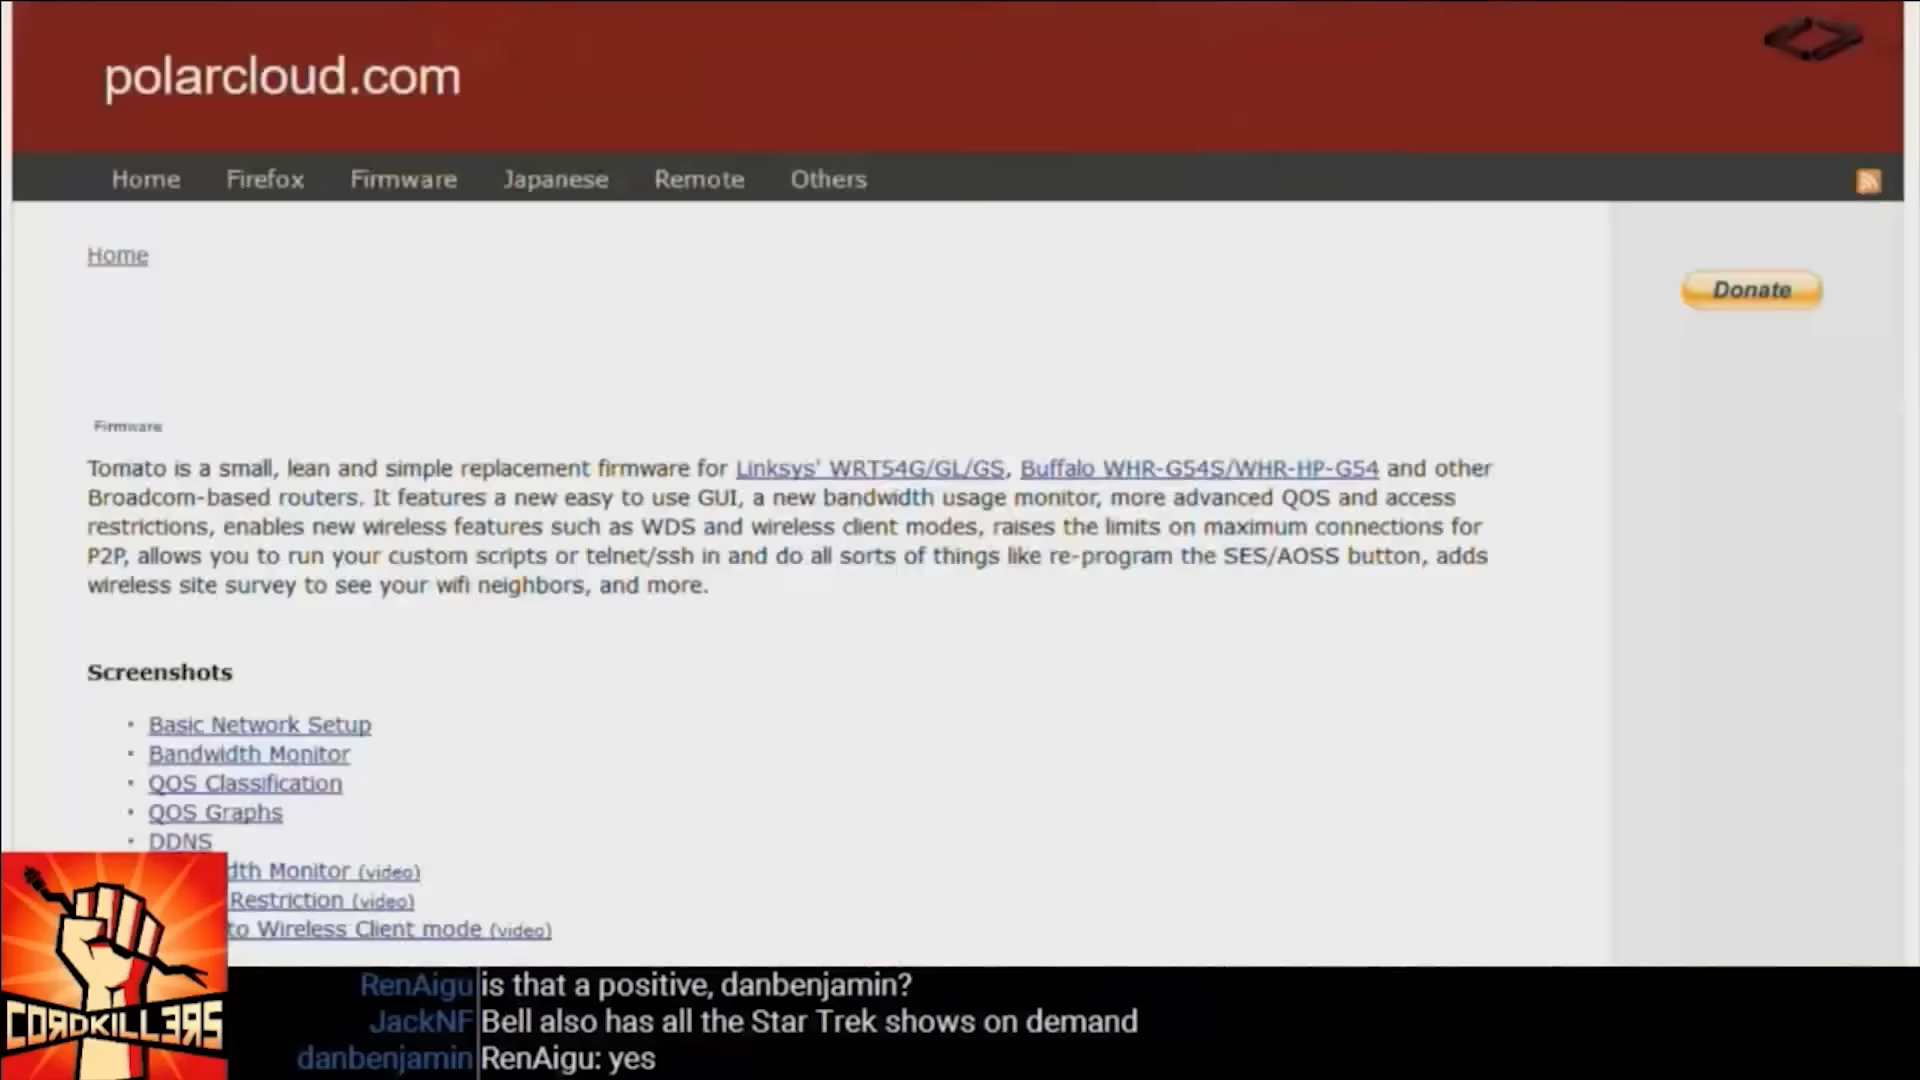 polarcloud.com
Home Firefox Firmware Japanese Remote Others
Home
Donate
Firmware
Tomato is a small, lean and simple replacement firmware for Linksys' WRT54G/GL/GS, Buffalo WHR-G54S/WHR-HP-G54 and other
Broadcom-based routers. It features a new easy to use GUI, a new bandwidth usage monitor, more advanced QOS and access
restrictions, enables new wireless features such as WDS and wireless client modes, raises the limits on maximum connections for
P2P, allows you to run your custom scripts or telnet/ssh in and do all sorts of things like re-program the SES/AOSS button, adds
wireless site survey to see your wifi neighbors, and more.
Screenshots
Basic Network Setup
Bandwidth Monitor
QOS Classification
QOS Graphs
DDNS
dth Monitor (video)
Restriction (video)
to Wireless Client mode (video)
CORDKILLERS
RenAigu is that a positive, danbenjamin?
JackNF Bell also has all the Star Trek shows on demand
danbenjamin RenAigu: yes